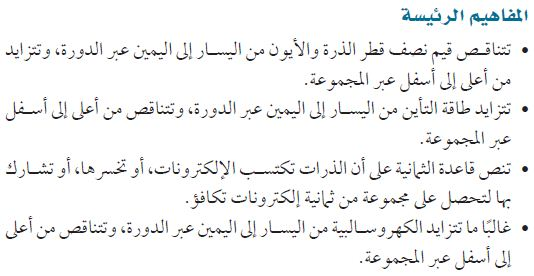 المفاهيم الرئيسة
• تتناقص قيم نصف قطر الذرة والأيون من اليسار إلى اليمين عبر الدورة، وتتزايد
من أعلى إلى أسفل عبر المجموعة.
• تتزايد طاقة التأين من اليسار إلى اليمين عبر الدورة، وتتناقص من أعلى إلى أسفل
عبر المجموعة.
• تنص قاعدة الثمانية على أن الذرات تكتسب الإلكترونات، أو تخسرها، أو تشارك
بها لتحصل على مجموعة من ثمانية إلكترونات تكافؤ.
• غالبًا ما تتزايد الكهروسالبية من اليسار إلى اليمين عبر الدورة، وتتناقص من أعلى
إلى أسفل عبر المجموعة.